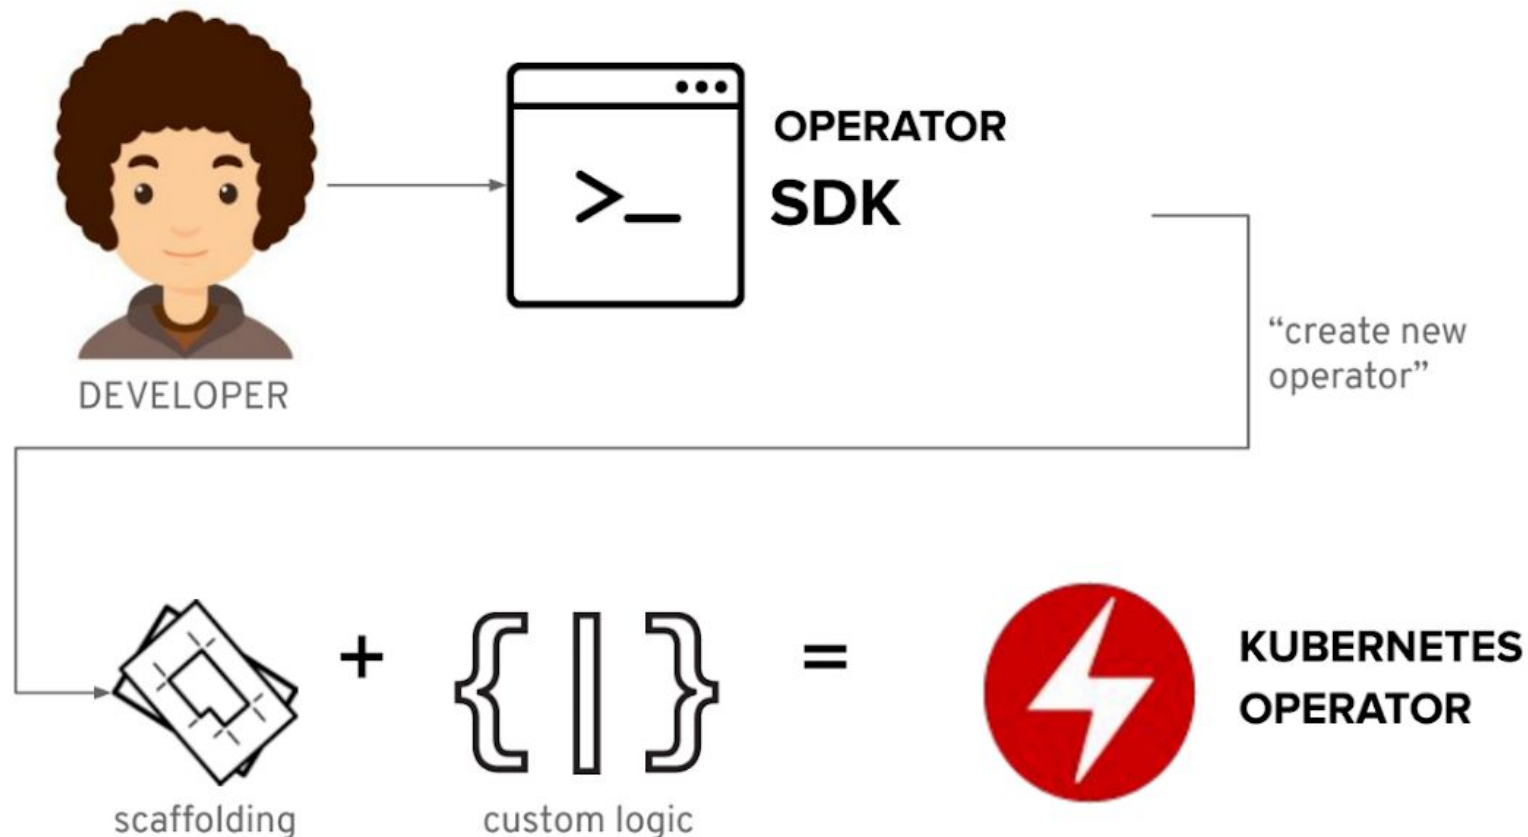 OPERATOR
SDK
DEVELOPER
“create new
operator”
+
=
KUBERNETES
OPERATOR
scaffolding
custom logic